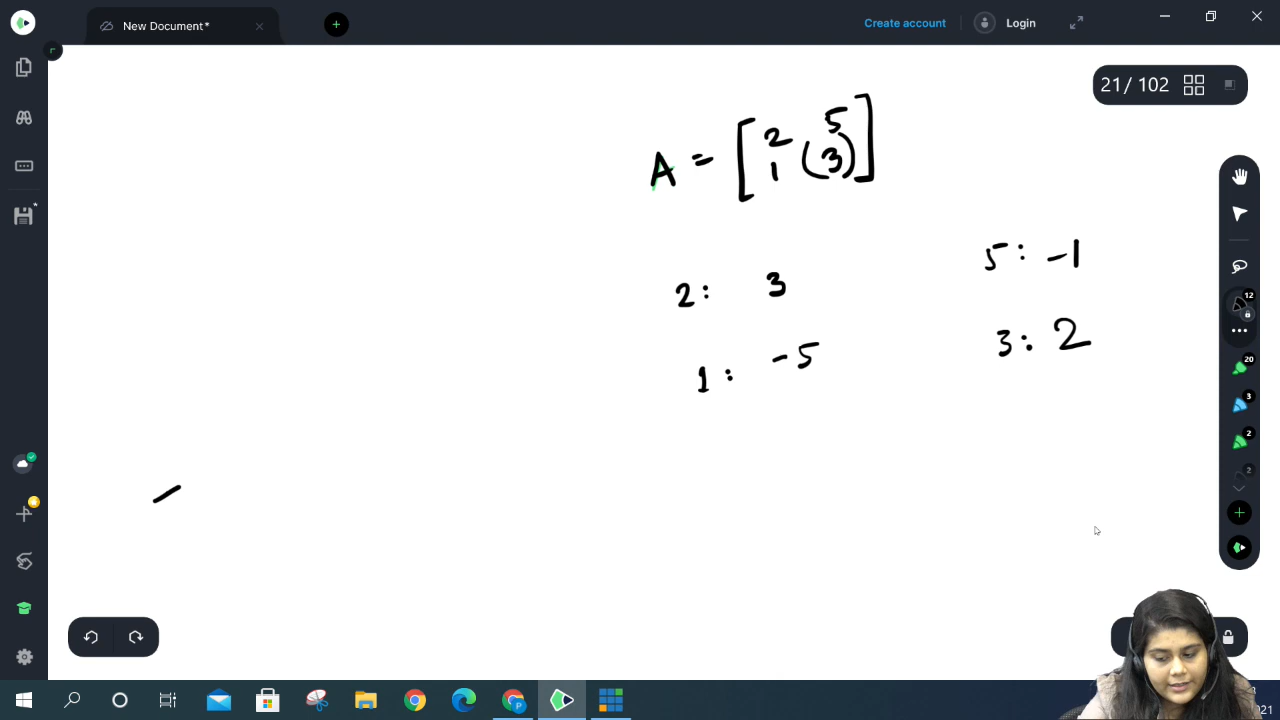 New Document*
Create account
Login
21 / 102
A = [ 2 5
1 (3) ]
2: 3
5: -1
1: -5
3: 2
12
20
3
2
2